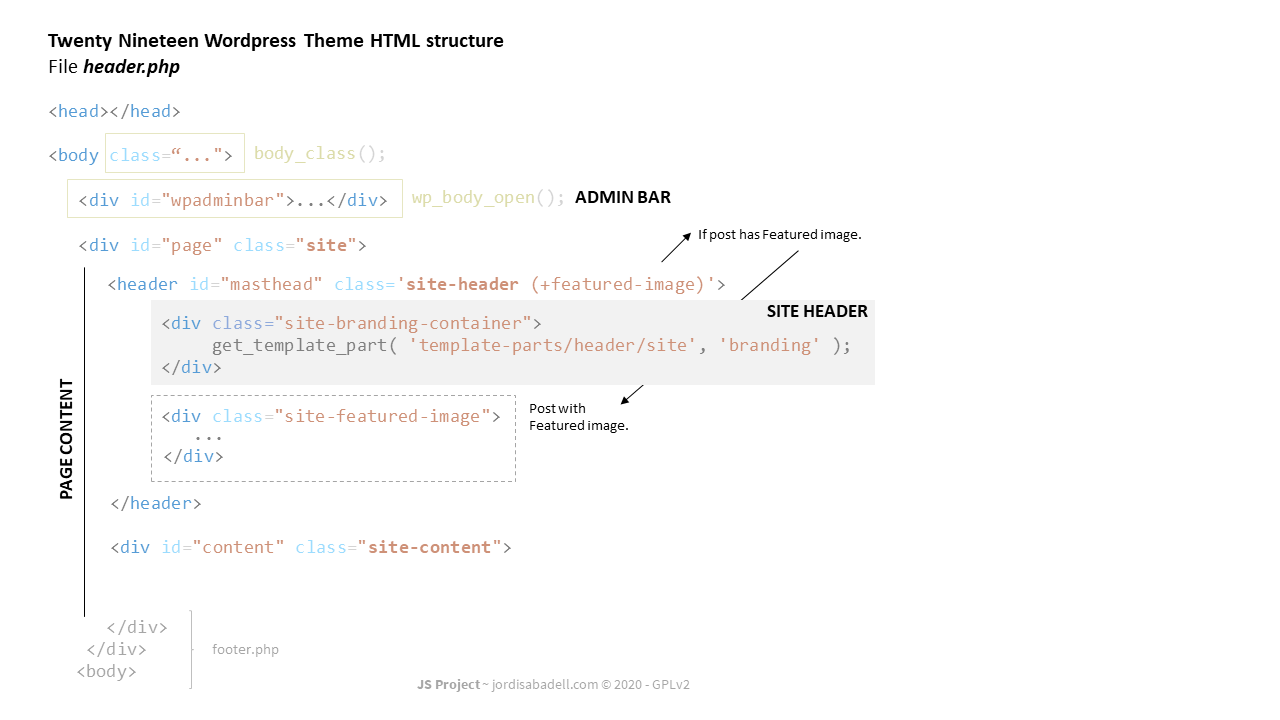 Twenty Nineteen Wordpress Theme HTML structure
File header.php
<head></head>
<body class=“..."> body_class();
<div id="wpadminbar">...</div> wp_body_open(); ADMIN BAR
<div id="page" class="site">
If post has Featured image.
<header id="masthead" class='site-header (+featured-image)'>
SITE HEADER
<div class="site-branding-container">
get_template_part( 'template-parts/header/site', 'branding' );
</div>
<div class="site-featured-image">
...
</div>
Post with
Featured image.
PAGE CONTENT
</header>
<div id="content" class="site-content">
</div>
</div>
<body>
footer.php
JS Project ~ jordisabadell.com © 2020 - GPLv2